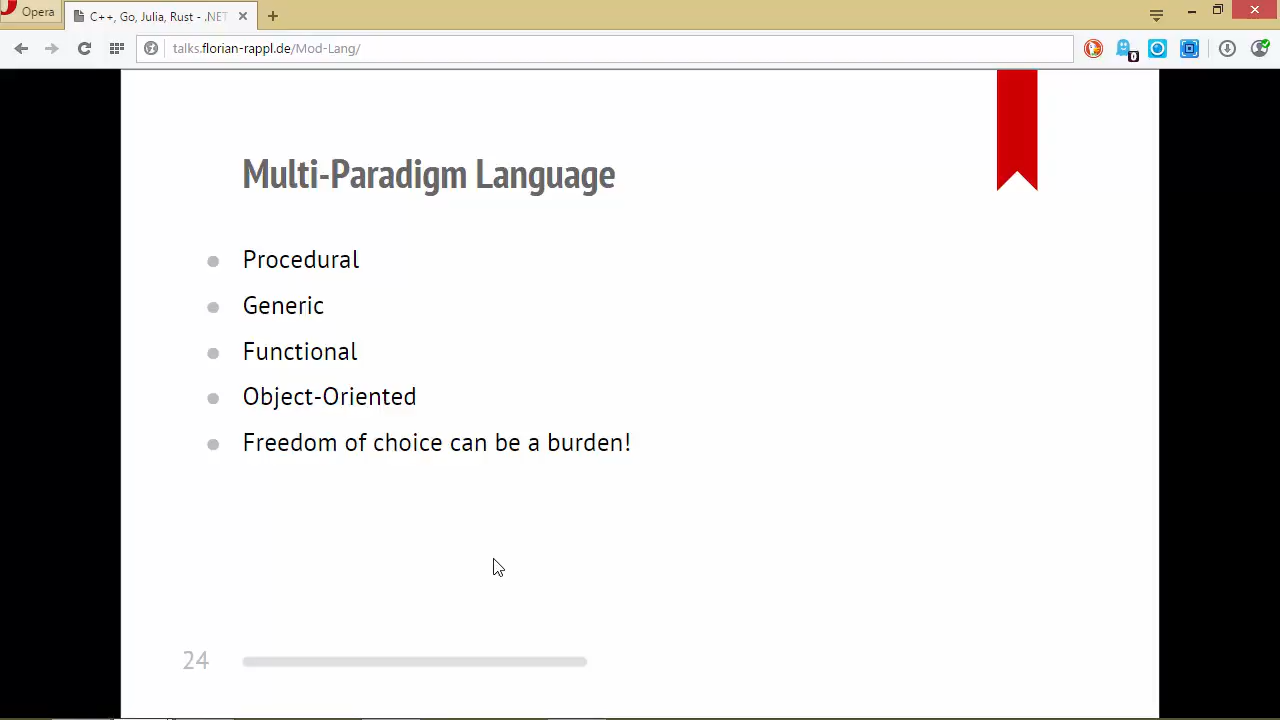 Opera
C++, Go, Julia, Rust - .NET
talks.florian-rappl.de/Mod-Lang/
0
Multi-Paradigm Language
Procedural
Generic
Functional
Object-Oriented
Freedom of choice can be a burden!
24